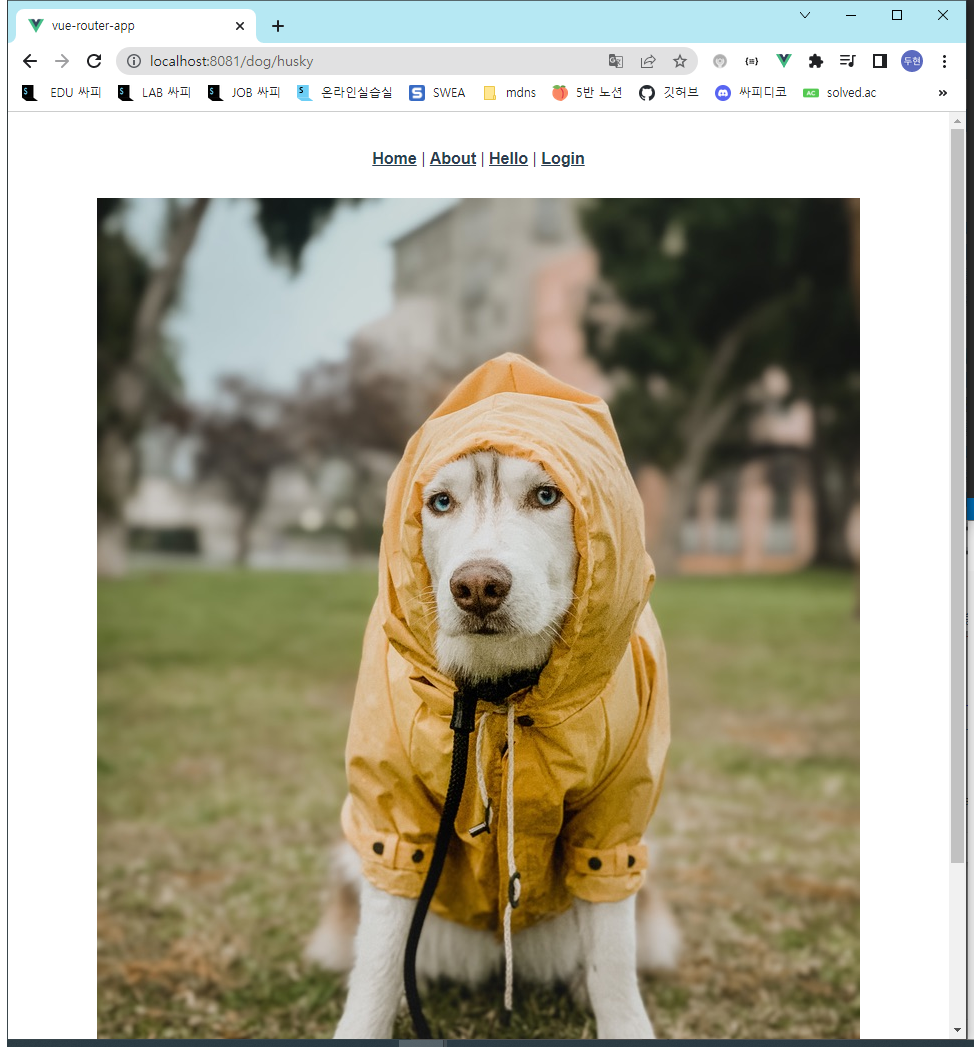 vue-router-app
localhost:8081/dog/husky
두현
EDU 싸피 LAB 싸피 JOB 싸피 온라인실습실 S SWEA mdns 5반 노션 깃허브 싸피디코 AC solved.ac »
Home | About | Hello | Login